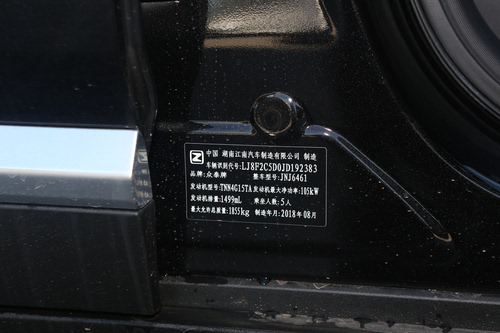 中国 湖南江南汽车制造有限公司 制造
车辆识别代号:LJ8F2C5D0JD192383
品牌:众泰牌 整车型号:JNJ6461
发动机型号:TNN4G15TA 发动机最大净功率:105kW
发动机排量:1499mL 乘坐人数:5人
最大允许总质量:1855kg 制造年月:2018年08月